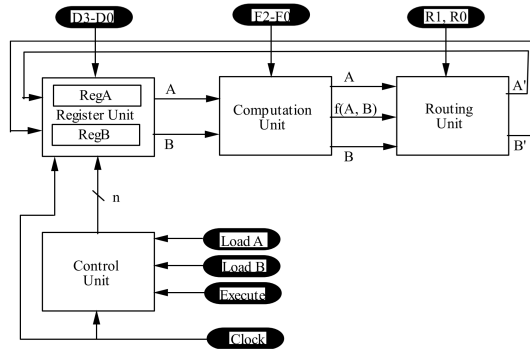 D3-D0
F2-F0
R1, R0
RegA
Register Unit
RegB
A
B
Computation
Unit
A
f(A, B)
B
Routing
Unit
A'
B'
n
Control
Unit
Load A
Load B
Execute
Clock